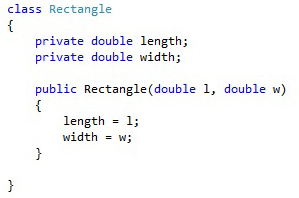 class Rectangle
{
    private double length;
    private double width;

    public Rectangle(double l, double w)
    {
        length = l;
        width = w;
    }

}